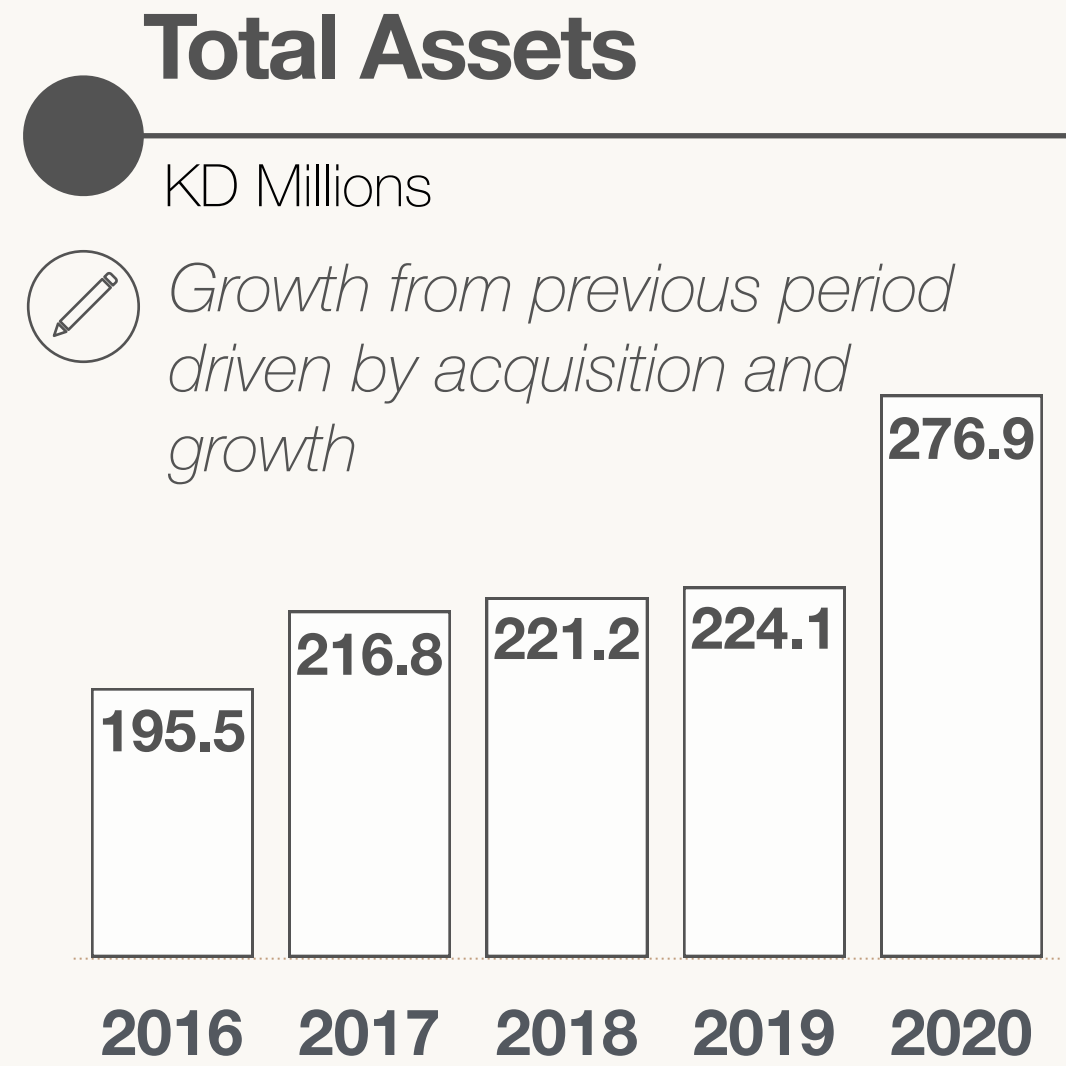 Total Assets
KD Millions
Growth from previous period
driven by acquisition and
growth
195.5
216.8
221.2
224.1
276.9
2016 2017 2018 2019 2020